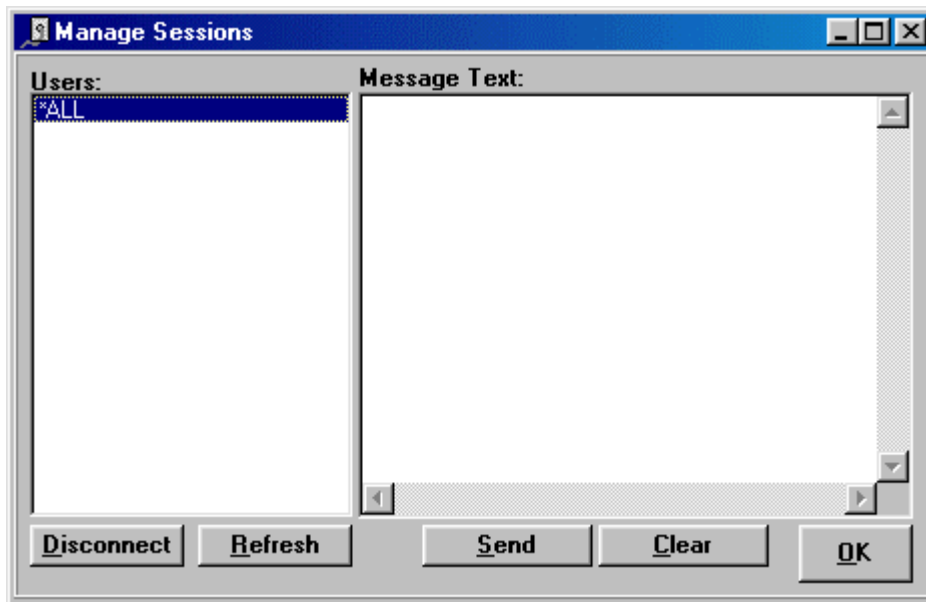 Manage Sessions
Users:
Message Text:
*ALL
Disconnect
Refresh
Send
Clear
OK